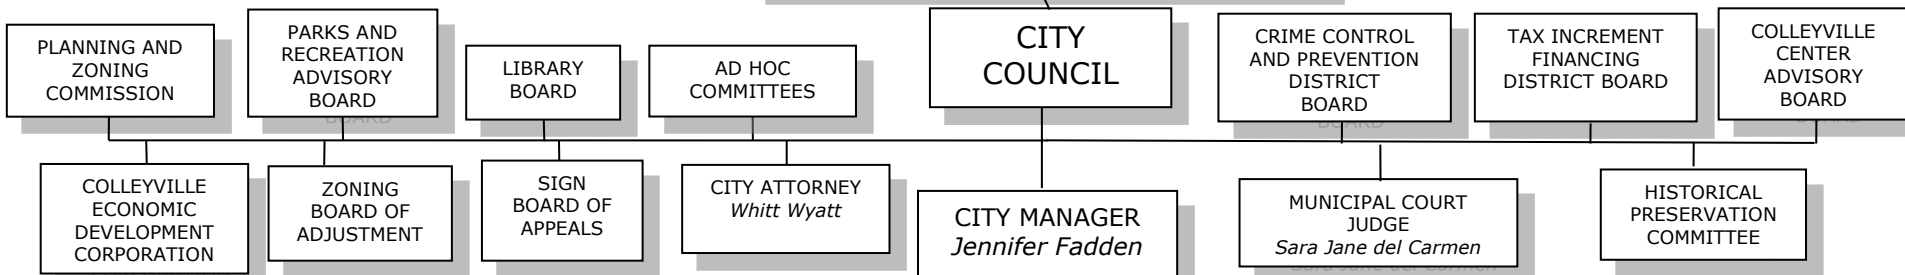 PLANNING AND
ZONING
COMMISSION
PARKS AND
RECREATION
ADVISORY
BOARD
LIBRARY
BOARD
AD HOC
COMMITTEES
CITY
COUNCIL
CRIME CONTROL
AND PREVENTION
DISTRICT
BOARD
TAX INCREMENT
FINANCING
DISTRICT BOARD
COLLEYVILLE
CENTER
ADVISORY
BOARD
COLLEYVILLE
ECONOMIC
DEVELOPMENT
CORPORATION
ZONING
BOARD OF
ADJUSTMENT
SIGN
BOARD OF
APPEALS
CITY ATTORNEY
Whitt Wyatt
CITY MANAGER
Jennifer Fadden
MUNICIPAL COURT
JUDGE
Sara Jane del Carmen
HISTORICAL
PRESERVATION
COMMITTEE